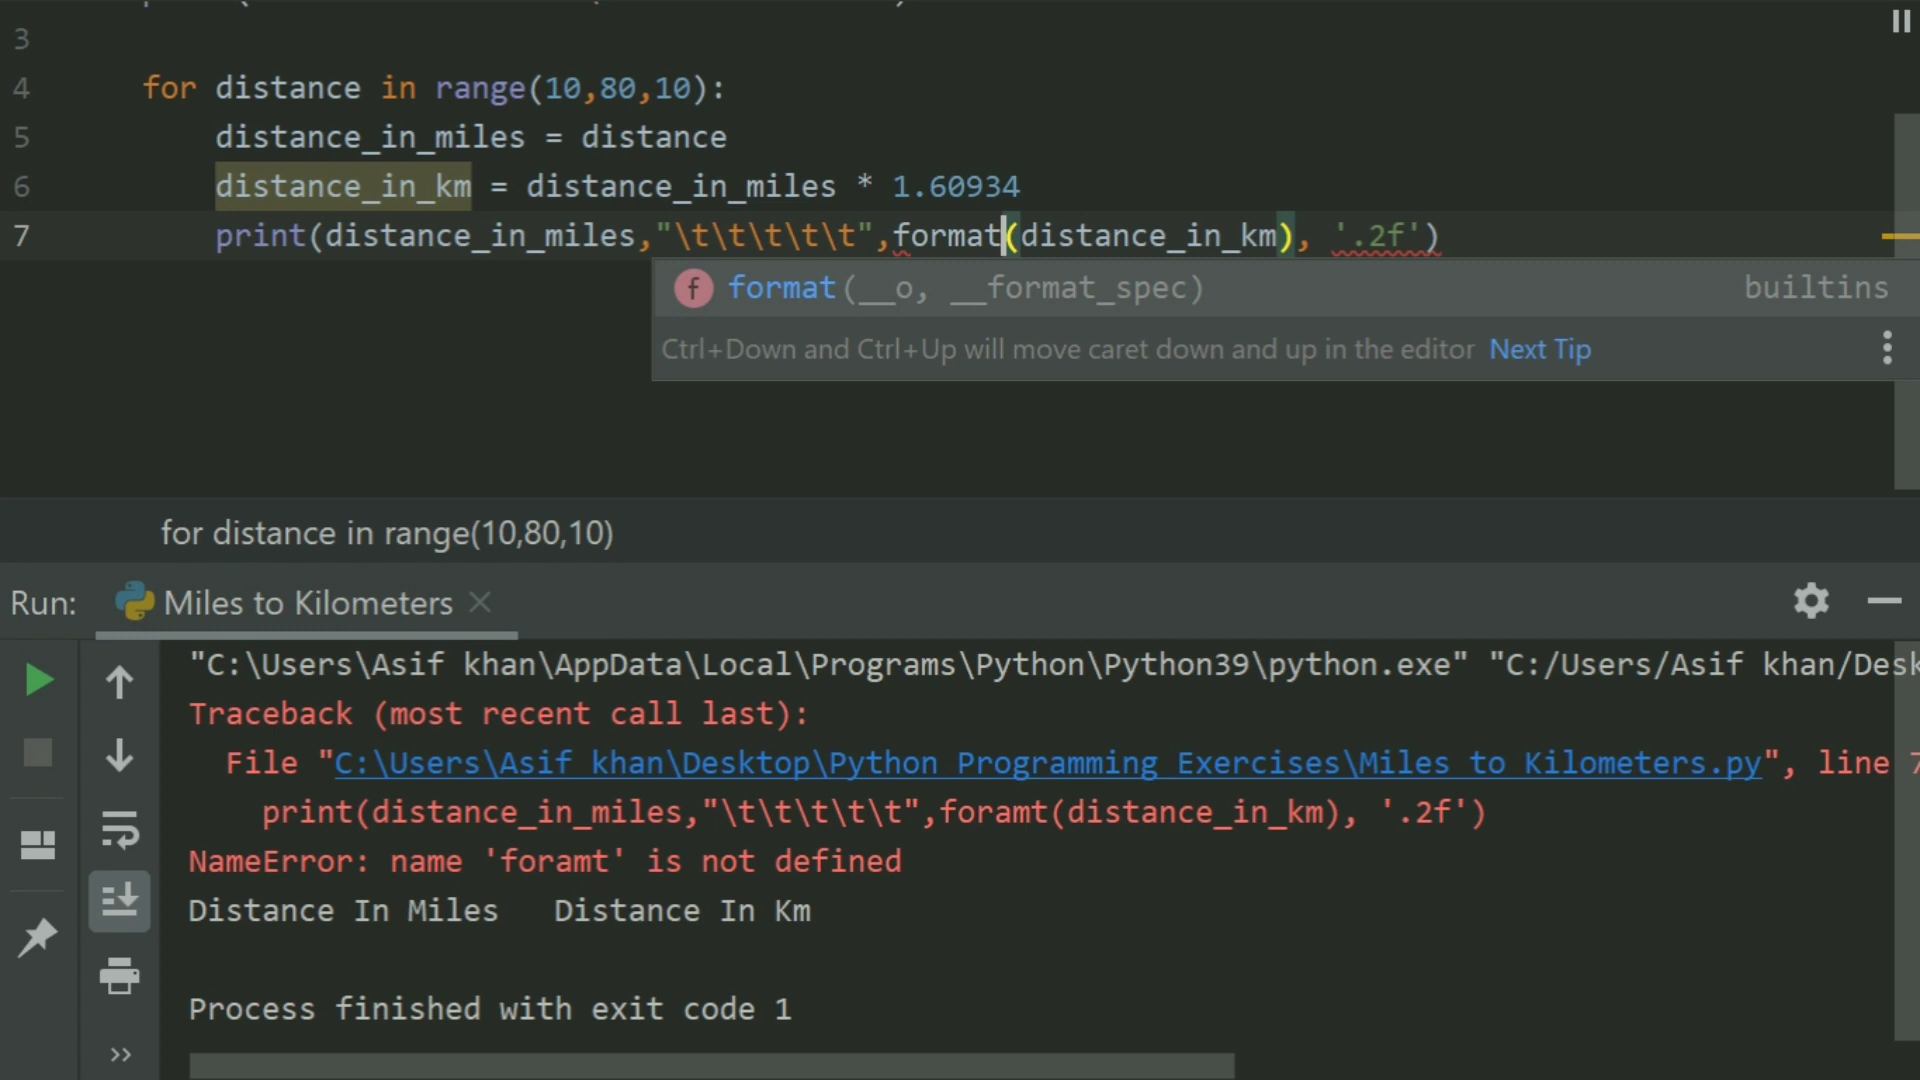 3
4 for distance in range(10,80,10):
5 distance_in_miles = distance
6 distance_in_km = distance_in_miles * 1.60934
7 print(distance_in_miles,"\t\t\t\t\t",format(distance_in_km), '.2f')
f format(__o, __format_spec) builtins
Ctrl+Down and Ctrl+Up will move caret down and up in the editor Next Tip
for distance in range(10,80,10)
Run: Miles to Kilometers
"C:\Users\Asif khan\AppData\Local\Programs\Python\Python39\python.exe" "C:/Users/Asif khan/Desk
Traceback (most recent call last):
File "C:\Users\Asif khan\Desktop\Python Programming Exercises\Miles to Kilometers.py", line 7
print(distance_in_miles,"\t\t\t\t\t",foramt(distance_in_km), '.2f')
NameError: name 'foramt' is not defined
Distance In Miles Distance In Km
Process finished with exit code 1